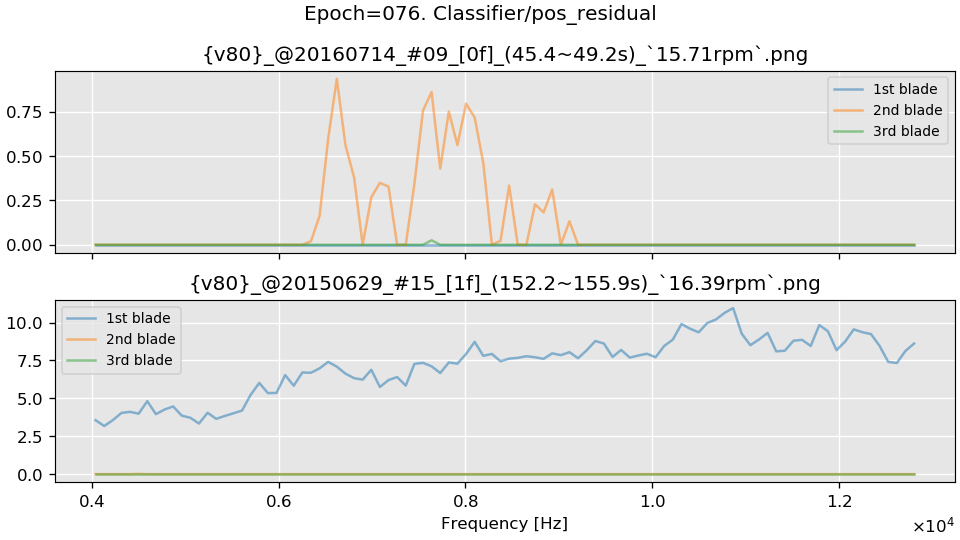 Epoch=076. Classifier/pos_residual
{v80}_@20160714_#09_[0f]_(45.4~49.2s)_`15.71rpm`.png
0.75
0.50
0.25
0.00
1st blade
2nd blade
3rd blade
{v80}_@20150629_#15_[1f]_(152.2~155.9s)_`16.39rpm`.png
10.0
7.5
5.0
2.5
0.0
1st blade
2nd blade
3rd blade
0.4 0.6 0.8 1.0 1.2
Frequency [Hz]
×10⁴